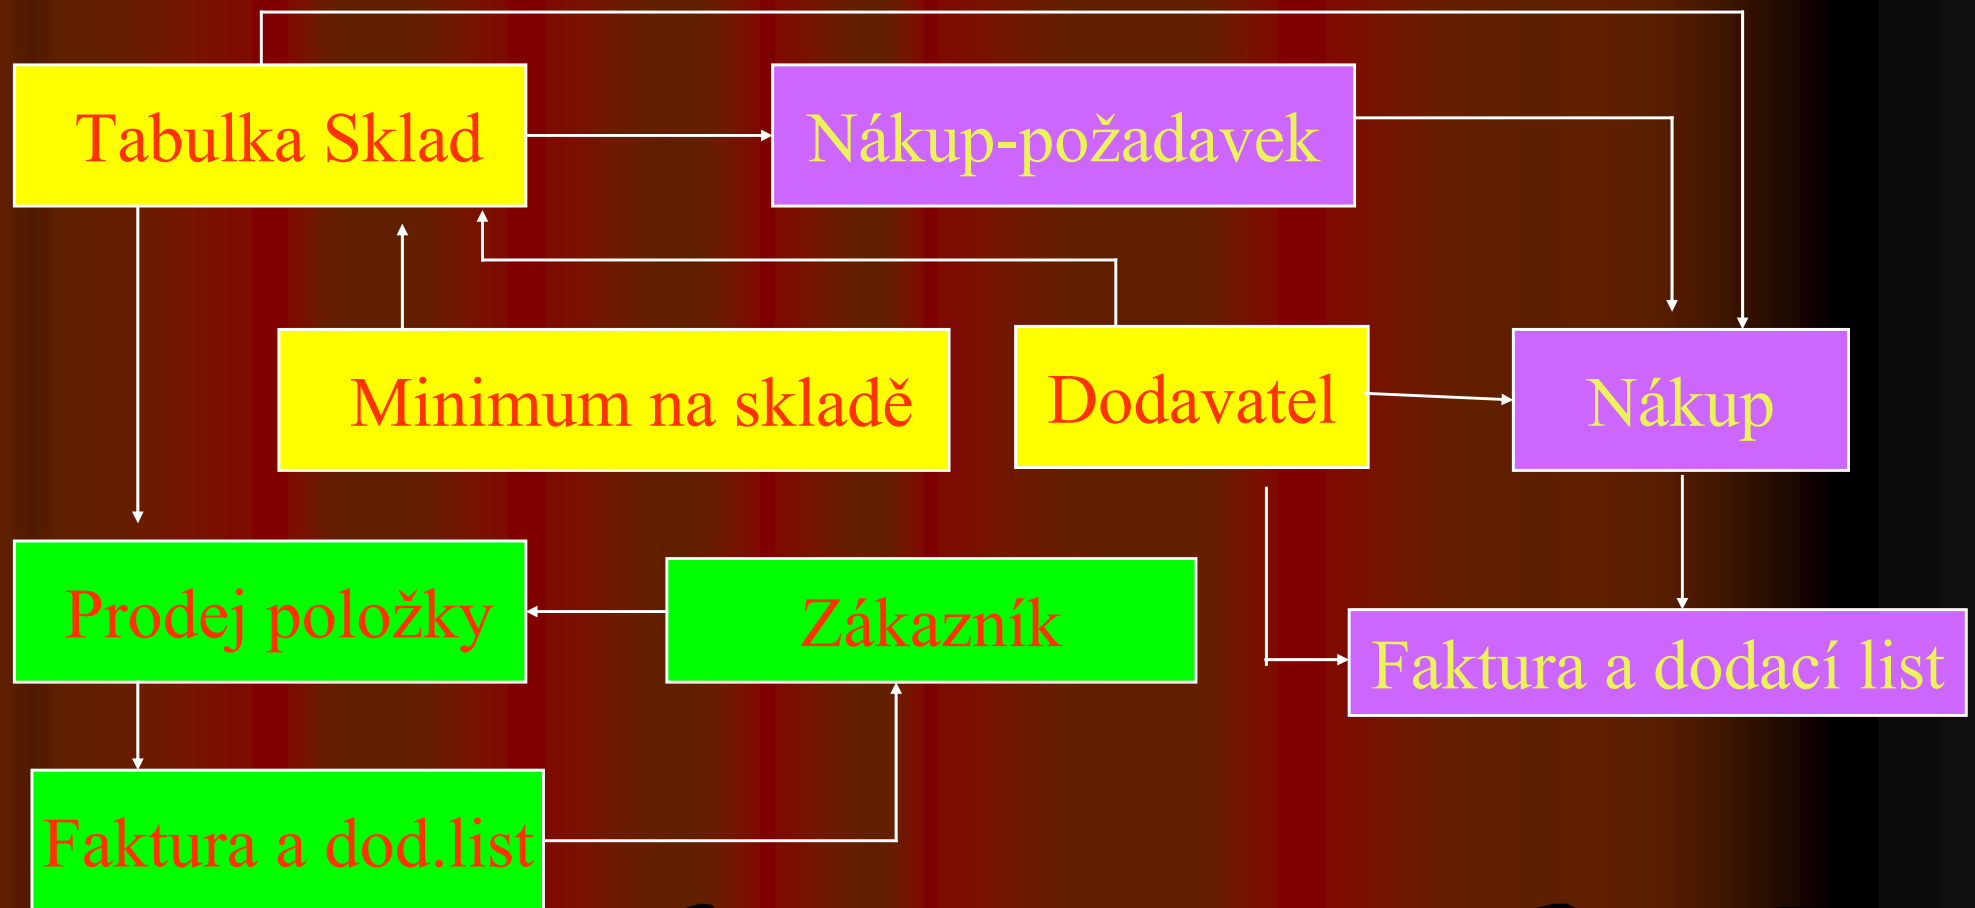 Tabulka Sklad
Nákup-požadavek
Minimum na skladě
Dodavatel
Nákup
Prodej položky
Zákazník
Faktura a dodací list
Faktura a dod.list